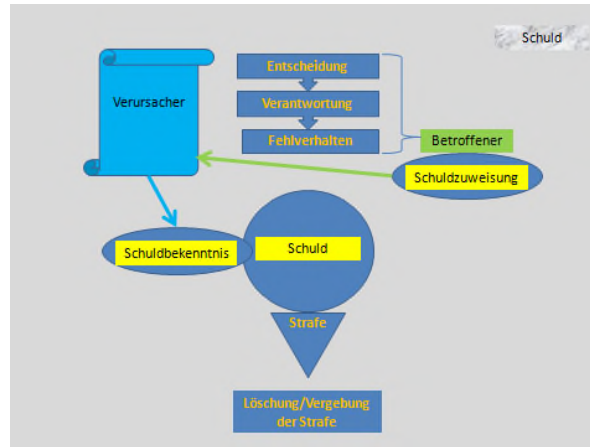 Schuld
Verursacher
Entscheidung
Verantwortung
Fehlverhalten
Betroffener
Schuldzuweisung
Schuldbekenntnis
Schuld
Strafe
Löschung/Vergebung
der Strafe